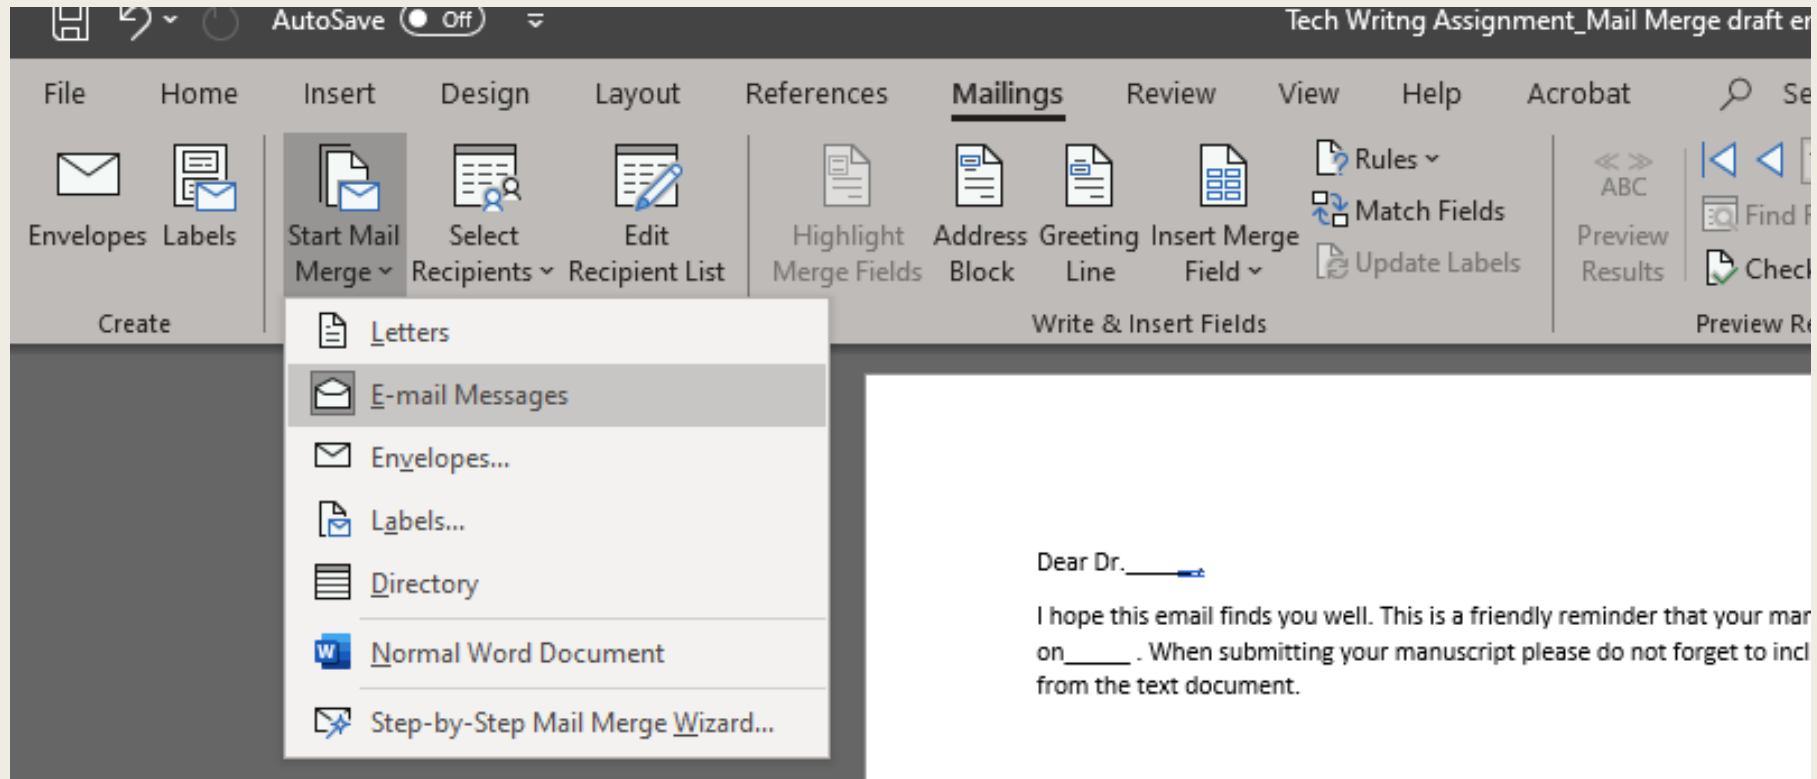 AutoSave Off Tech Writng Assignment_Mail Merge draft
File Home Insert Design Layout References Mailings Review View Help Acrobat
Envelopes
Labels
Start Mail
Merge
Select
Recipients
Edit
Recipient List
Highlight
Merge Fields
Address
Block
Greeting
Line
Insert Merge
Field
Rules
Match Fields
Update Labels
ABC
Preview
Results
Find
Check
Create
Write & Insert Fields
Preview
Letters
E-mail Messages
Envelopes...
Labels...
Directory
Normal Word Document
Step-by-Step Mail Merge Wizard...
Dear Dr.______
I hope this email finds you well. This is a friendly reminder that your
on______ . When submitting your manuscript please do not forget to
from the text document.